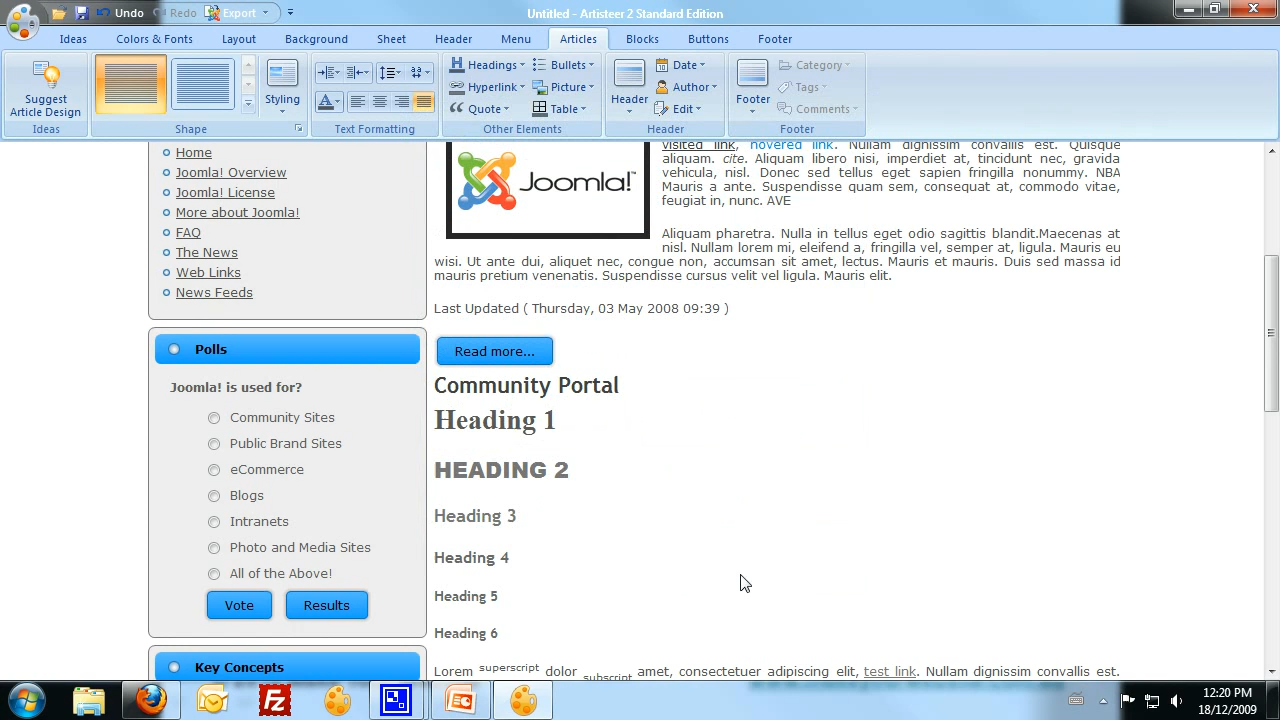 Untitled - Artisteer 2 Standard Edition
Undo Redo Export
Ideas Colors & Fonts Layout Background Sheet Header Menu Articles Blocks Buttons Footer
Suggest Article Design
Ideas
Shape
Styling
Text Formatting
Headings Bullets
Hyperlink Picture
Quote Table
Other Elements
Header
Date
Author
Edit
Header
Footer
Category
Tags
Comments
Footer
Home
Joomla! Overview
Joomla! License
More about Joomla!
FAQ
The News
Web Links
News Feeds
Polls
Joomla! is used for?
Community Sites
Public Brand Sites
eCommerce
Blogs
Intranets
Photo and Media Sites
All of the Above!
Vote Results
Key Concepts
Joomla!™
visited link, hovered link. Nullam dignissim convallis est. Quisque
aliquam. cite. Aliquam libero nisi, imperdiet at, tincidunt nec, gravida
vehicula, nisl. Donec sed tellus eget sapien fringilla nonummy. NBA
Mauris a ante. Suspendisse quam sem, consequat at, commodo vitae,
feugiat in, nunc. AVE
Aliquam pharetra. Nulla in tellus eget odio sagittis blandit.Maecenas at
nisl. Nullam lorem mi, eleifend a, fringilla vel, semper at, ligula. Mauris eu
wisi. Ut ante dui, aliquet nec, congue non, accumsan sit amet, lectus. Mauris et mauris. Duis sed massa id
mauris pretium venenatis. Suspendisse cursus velit vel ligula. Mauris elit.
Last Updated ( Thursday, 03 May 2008 09:39 )
Read more...
Community Portal
Heading 1
HEADING 2
Heading 3
Heading 4
Heading 5
Heading 6
Lorem superscript dolor subscript amet, consectetuer adipiscing elit, test link. Nullam dignissim convallis est.
12:20 PM
18/12/2009